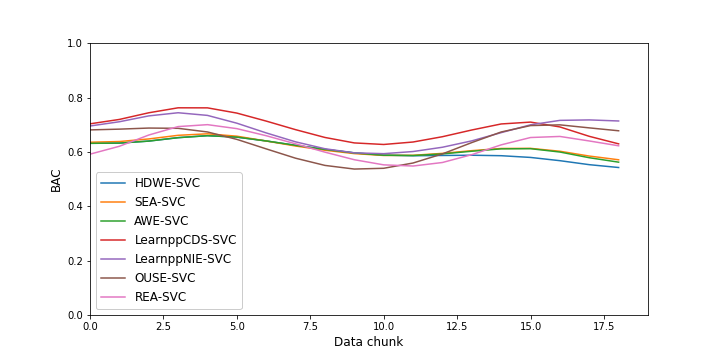 1.0
0.8
0.6
0.4
0.2
0.0
BAC
HDWE-SVC
SEA-SVC
AWE-SVC
LearnppCDS-SVC
LearnppNIE-SVC
OUSE-SVC
REA-SVC
0.0 2.5 5.0 7.5 10.0 12.5 15.0 17.5
Data chunk